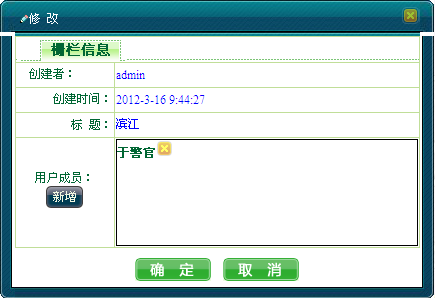 修 改
栅栏信息
创建者： admin
创建时间： 2012-3-16 9:44:27
标 题： 滨江
用户成员： 于警官
新增
确 定 取 消